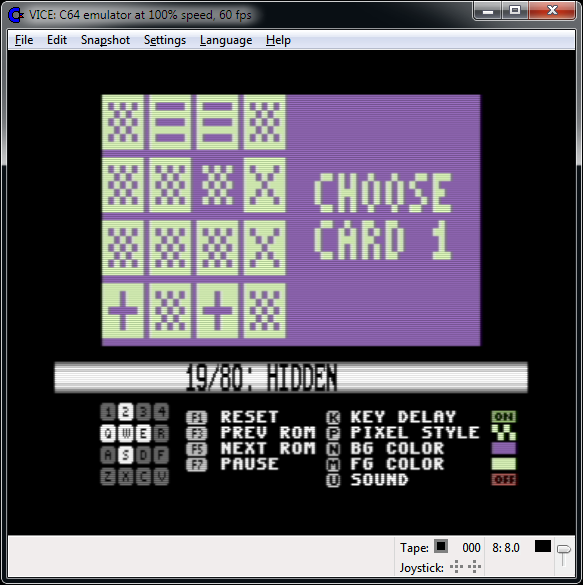 VICE: C64 emulator at 100% speed, 60 fps
File Edit Snapshot Settings Language Help
CHOOSE
CARD 1
19/80: HIDDEN
1 2 3 4
Q W E R
A S D F
Z X C V
F1 RESET
F3 PREV ROM
F5 NEXT ROM
F7 PAUSE
K KEY DELAY ON
P PIXEL STYLE
N BG COLOR
M FG COLOR
U SOUND OFF
Tape: 000 8: 8.0
Joystick: